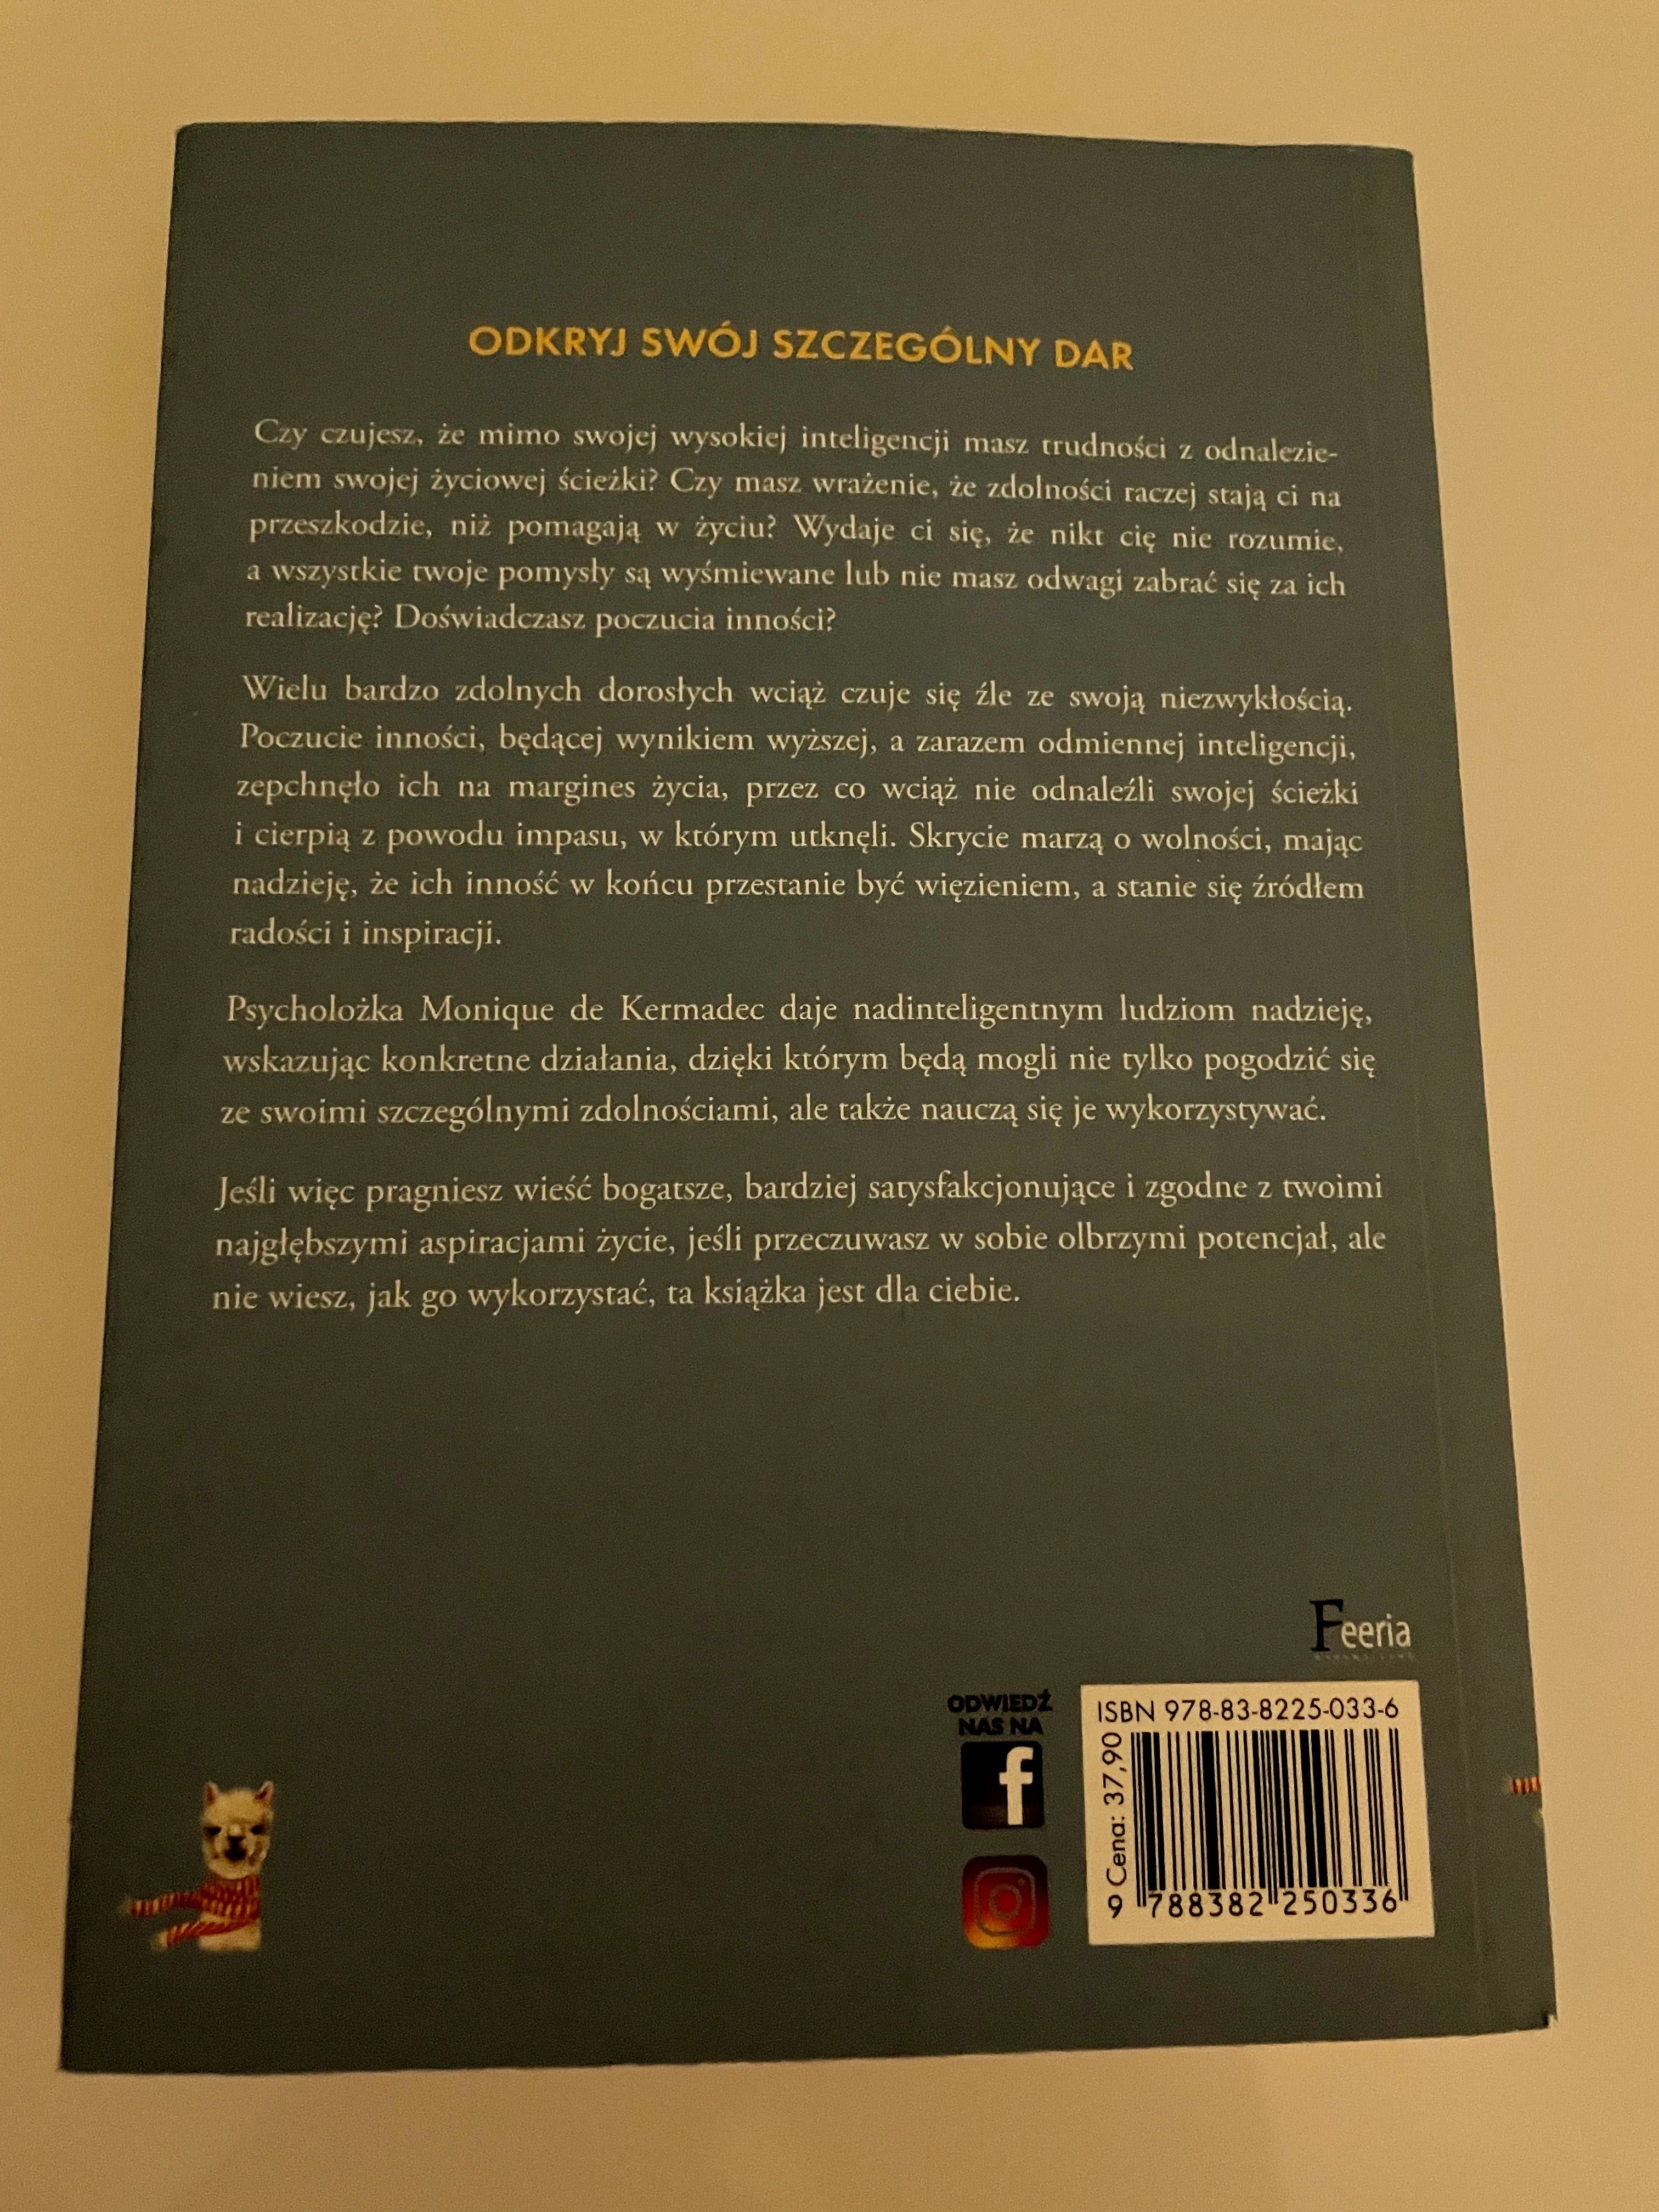 ODKRYJ SWÓJ SZCZEGÓLNY DAR
Czy czujesz, że mimo swojej wysokiej inteligencji masz trudności z odnalezie-
niem swojej życiowej ścieżki? Czy masz wrażenie, że zdolności raczej stają ci na
przeszkodzie, niż pomagają w życiu? Wydaje ci się, że nikt cię nie rozumie,
a wszystkie twoje pomysły są wyśmiewane lub nie masz odwagi zabrać się za ich
realizację? Doświadczasz poczucia inności?
Wielu bardzo zdolnych dorosłych wciąż czuje się źle ze swoją niezwykłością.
Poczucie inności, będącej wynikiem wyższej, a zarazem odmiennej inteligencji,
zepchnęło ich na margines życia, przez co wciąż nie odnaleźli swojej ścieżki
i cierpią z powodu impasu, w którym utknęli. Skrycie marzą o wolności, mając
nadzieję, że ich inność w końcu przestanie być więzieniem, a stanie się źródłem
radości i inspiracji.
Psycholożka Monique de Kermadec daje nadinteligentnym ludziom nadzieję,
wskazując konkretne działania, dzięki którym będą mogli nie tylko pogodzić się
ze swoimi szczególnymi zdolnościami, ale także nauczą się je wykorzystywać.
Jeśli więc pragniesz wieść bogatsze, bardziej satysfakcjonujące i zgodne z twoimi
najgłębszymi aspiracjami życie, jeśli przeczuwasz w sobie olbrzymi potencjał, ale
nie wiesz, jak go wykorzystać, ta książka jest dla ciebie.
Feeria
ODWIEDŹ
NAS NA
f
ISBN 978-83-8225-033-6
Cena: 37,90
9 788382 250336